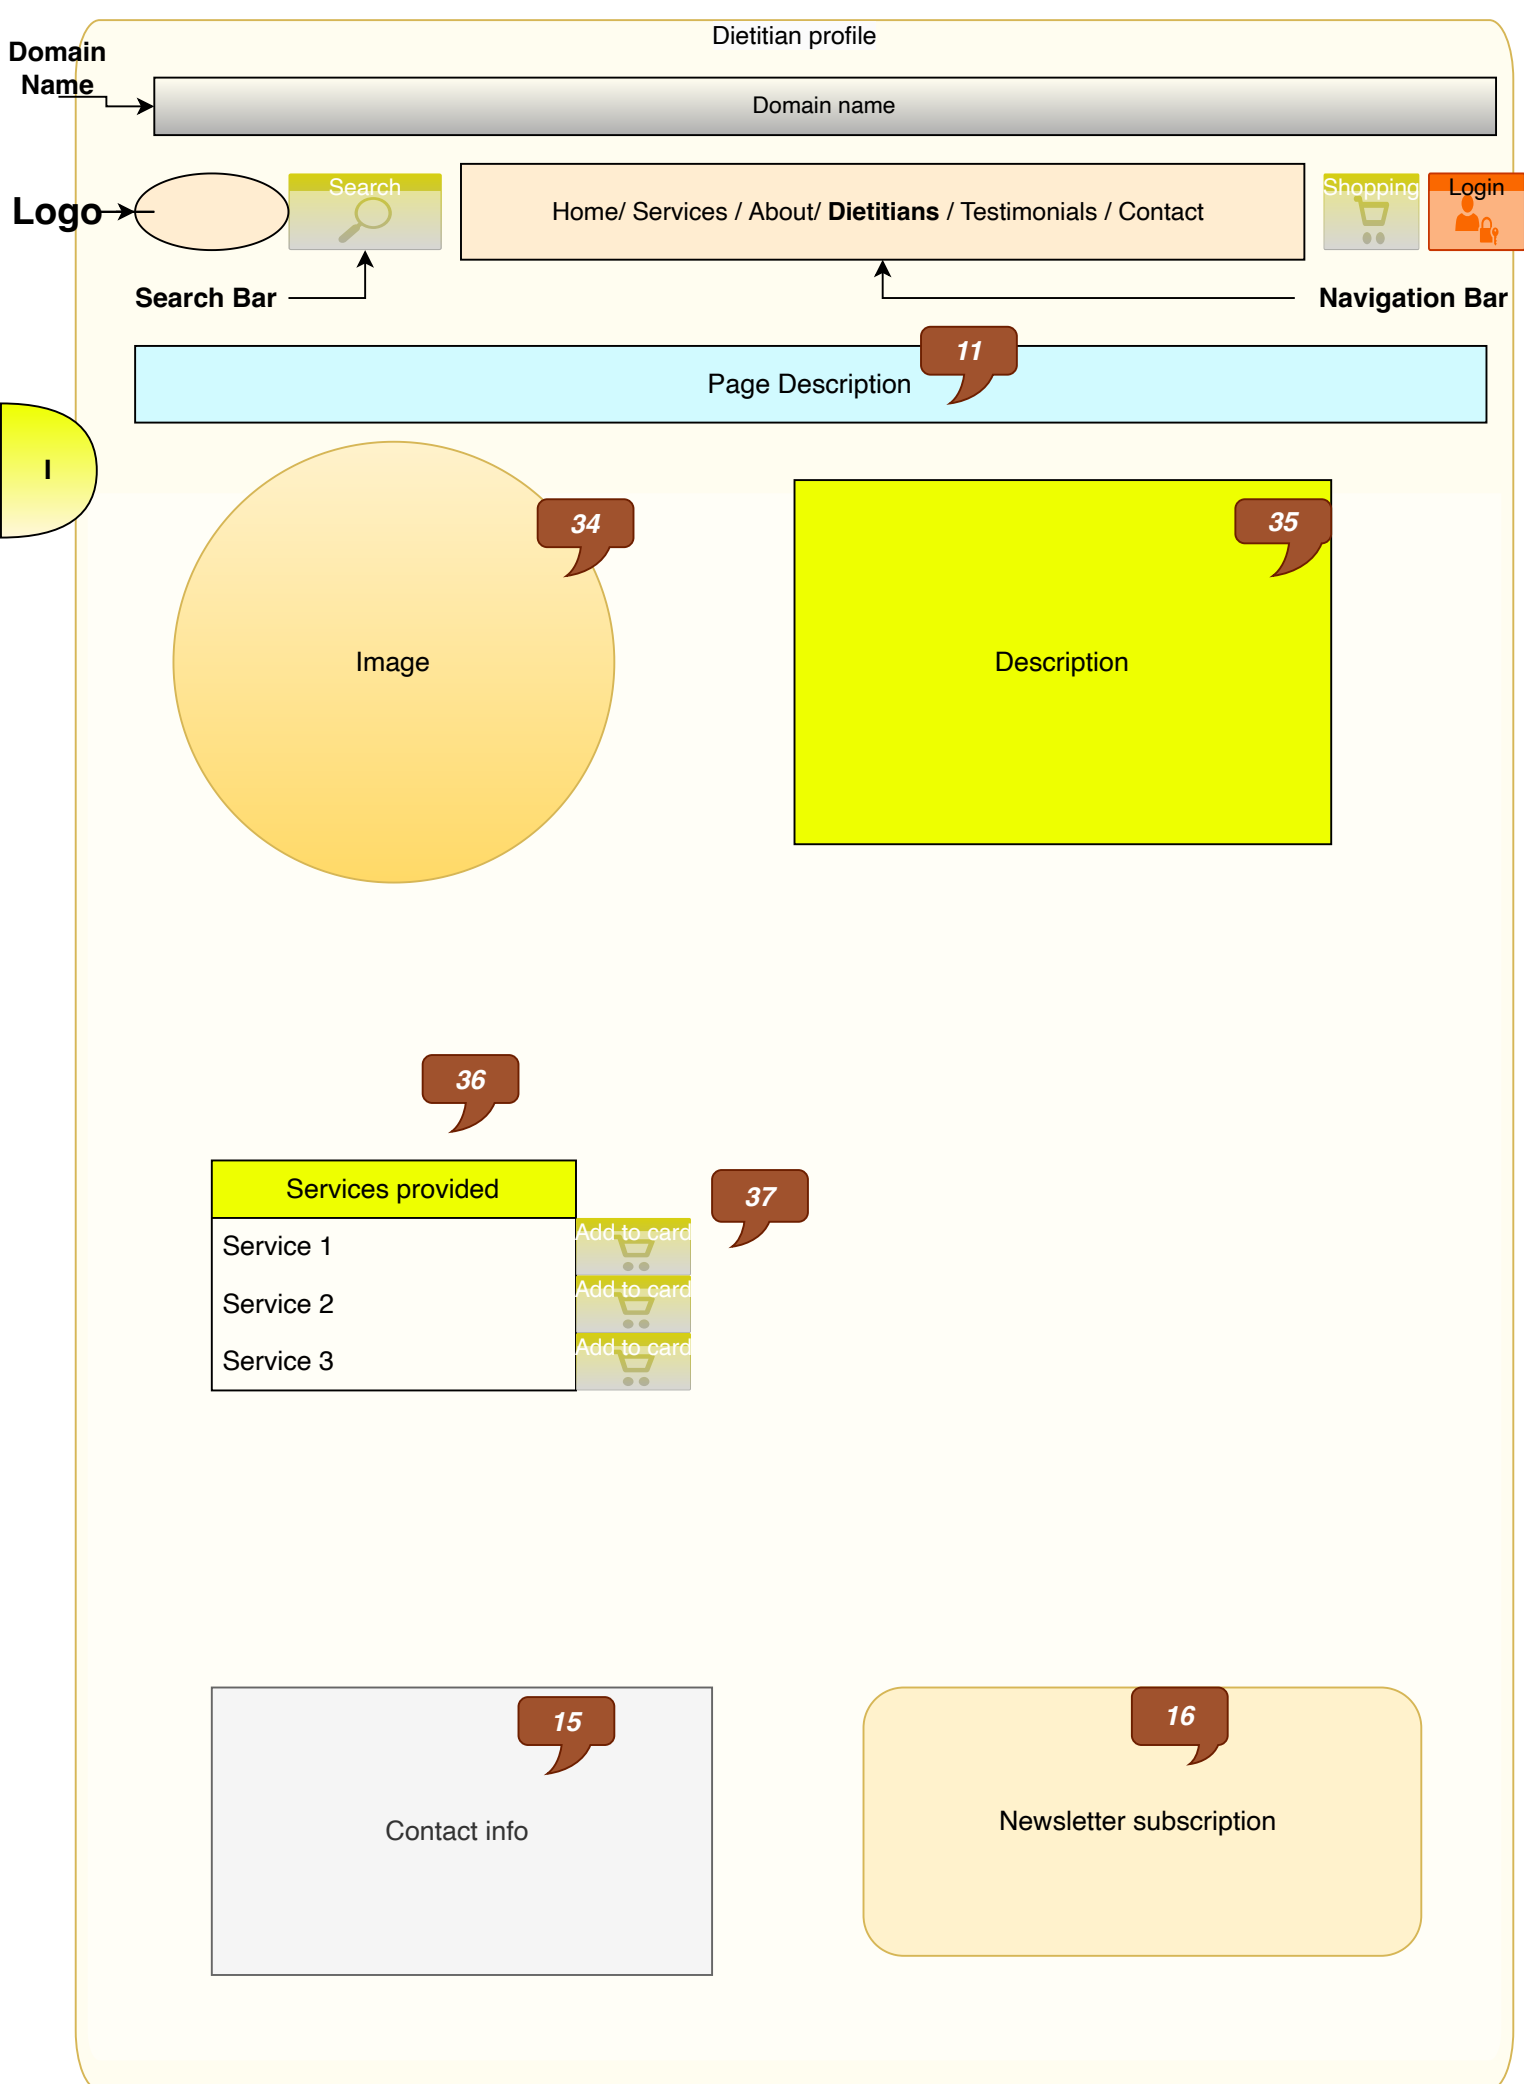 Dietitian profile
Domain
Name
Domain name
Logo
Search
Home/ Services / About/ Dietitians / Testimonials / Contact
Shopping
Login
Search Bar
Navigation Bar
11
Page Description
I
34
35
Image
Description
36
Services provided
37
Service 1
Add to card
Service 2
Add to card
Service 3
Add to card
15
16
Contact info
Newsletter subscription